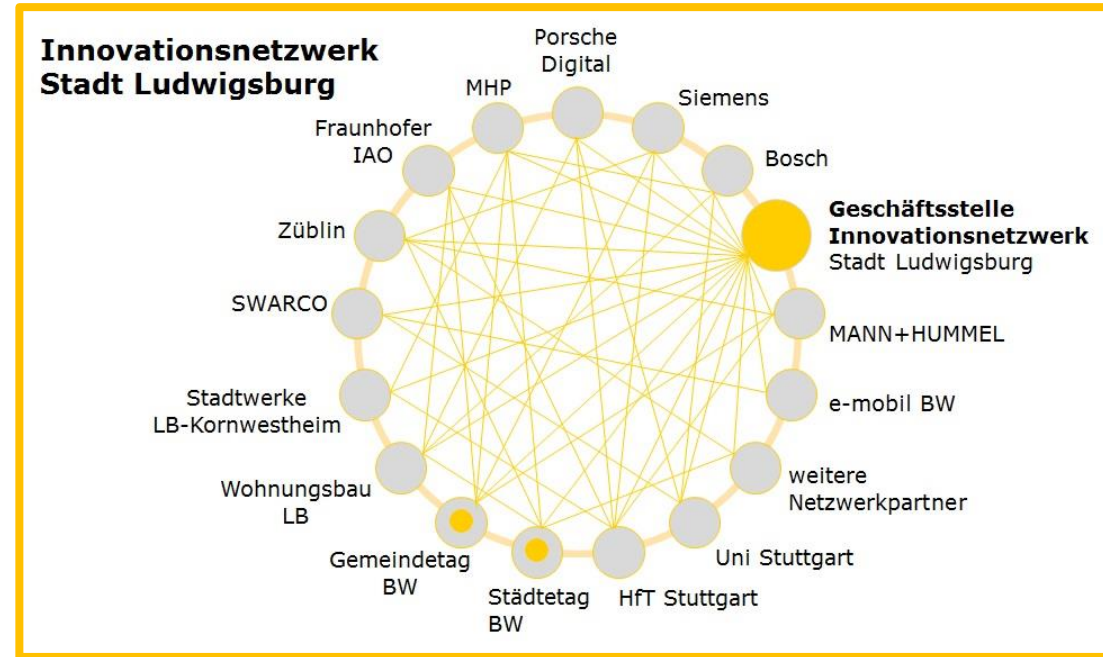 Innovationsnetzwerk
Stadt Ludwigsburg
Porsche
Digital
MHP
Siemens
Fraunhofer
IAO
Bosch
Züblin
Geschäftsstelle
Innovationsnetzwerk
Stadt Ludwigsburg
SWARCO
MANN+HUMMEL
Stadtwerke
LB-Kornwestheim
e-mobil BW
Wohnungsbau
LB
weitere
Netzwerkpartner
Gemeindetag
BW
Städtetag
BW
HfT Stuttgart
Uni Stuttgart